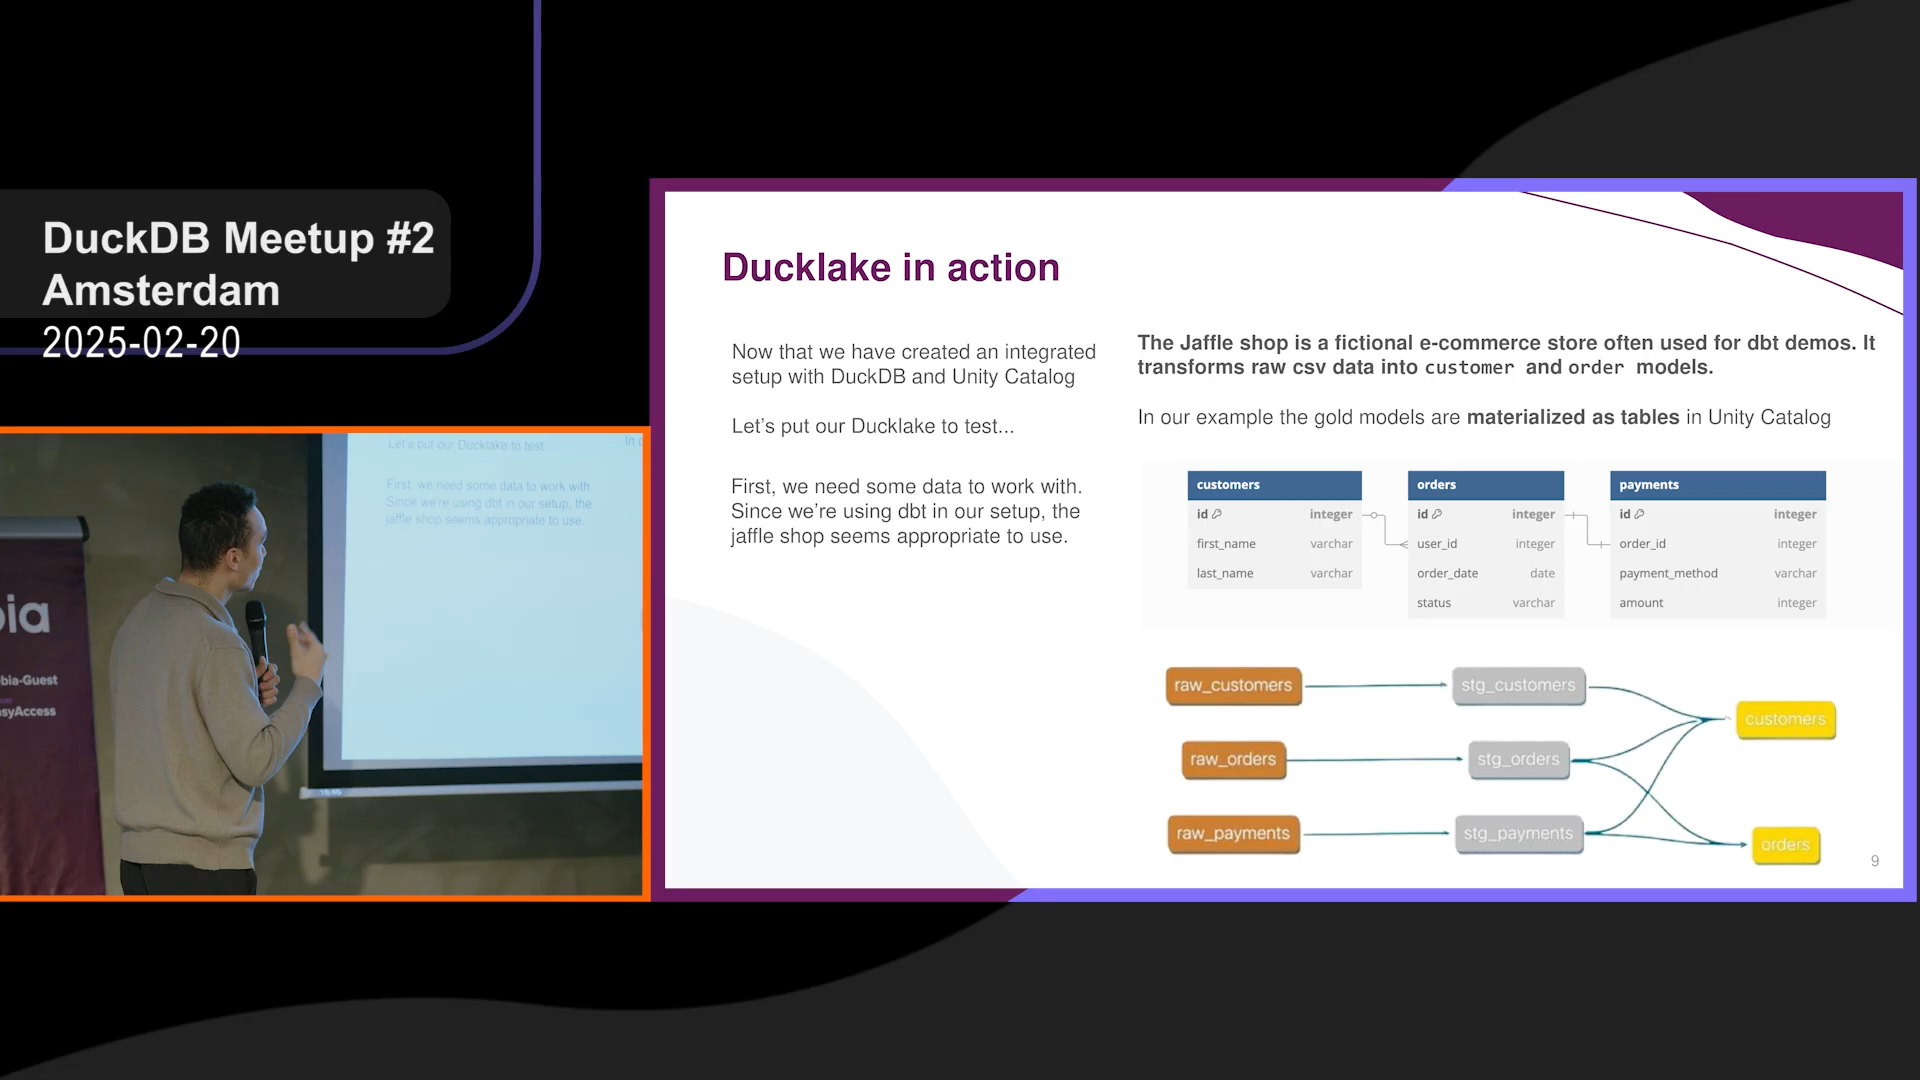 DuckDB Meetup #2
Amsterdam
2025-02-20
Let's put our Ducklake to test...
First, we need some data to work with.
Since we're using dbt in our setup, the
jaffle shop seems appropriate to use.
bia-Guest
asyAccess
Ducklake in action
Now that we have created an integrated
setup with DuckDB and Unity Catalog
Let's put our Ducklake to test...
First, we need some data to work with.
Since we're using dbt in our setup, the
jaffle shop seems appropriate to use.
The Jaffle shop is a fictional e-commerce store often used for dbt demos. It
transforms raw csv data into customer and order models.
In our example the gold models are materialized as tables in Unity Catalog
customers
id integer
first_name varchar
last_name varchar
orders
id integer
user_id integer
order_date date
status varchar
payments
id integer
order_id integer
payment_method varchar
amount integer
raw_customers
stg_customers
customers
raw_orders
stg_orders
raw_payments
stg_payments
orders
9